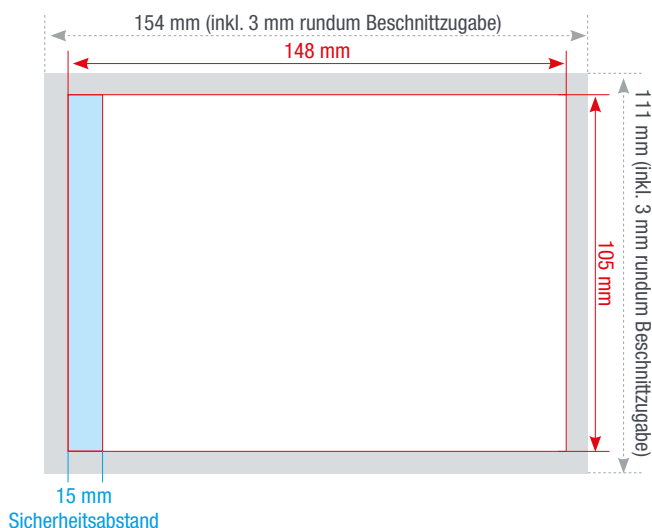 154 mm (inkl. 3 mm rundum Beschnittzugabe)
148 mm
111 mm (inkl. 3 mm rundum Beschnittzugabe)
105 mm
15 mm
Sicherheitsabstand